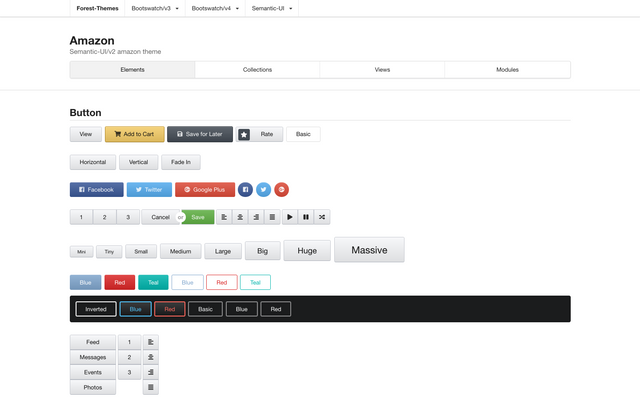 Forest-Themes Bootswatch/v3 Bootswatch/v4 Semantic-UI
Amazon
Semantic-UI/v2 amazon theme
Elements Collections Views Modules
Button
View Add to Cart Save for Later Rate Basic
Horizontal Vertical Fade In
Facebook Twitter Google Plus
1 2 3 Cancel or Save
Mini Tiny Small Medium Large Big Huge Massive
Blue Red Teal Blue Red Teal
Inverted Blue Red Basic Blue Red
Feed 1
Messages 2
Events 3
Photos